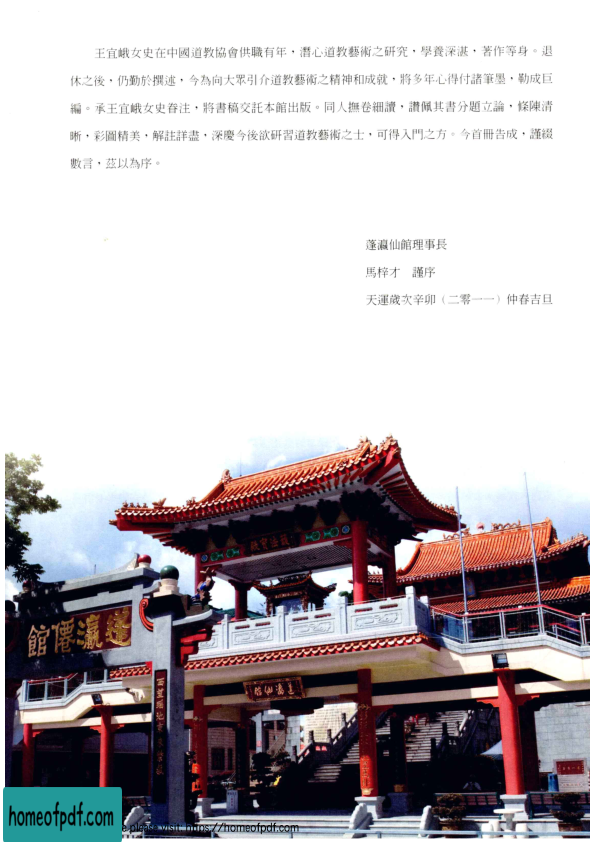 王宜峨女史在中國道教協會供職有年，潛心道教藝術之研究，學養深湛，著作等身。退
休之後，仍勤於撰述，今為向大眾引介道教藝術之精神和成就，將多年心得付諸筆墨，勒成巨
編。承王宜峨女史眷注，將書稿交託本館出版。同人撫卷細讀，讚佩其書分題立論，條陳清
晰，彩圖精美，解註詳盡，深慶今後欲研習道教藝術之士，可得入門之方。今首冊告成，謹綴
數言，茲以為序。
蓬瀛仙館理事長
馬梓才　謹序
天運歲次辛卯（二零一一）仲春吉旦
館僊瀛蓬
館仙瀛蓬
homeofpdf.com
please visit: https://homeofpdf.com